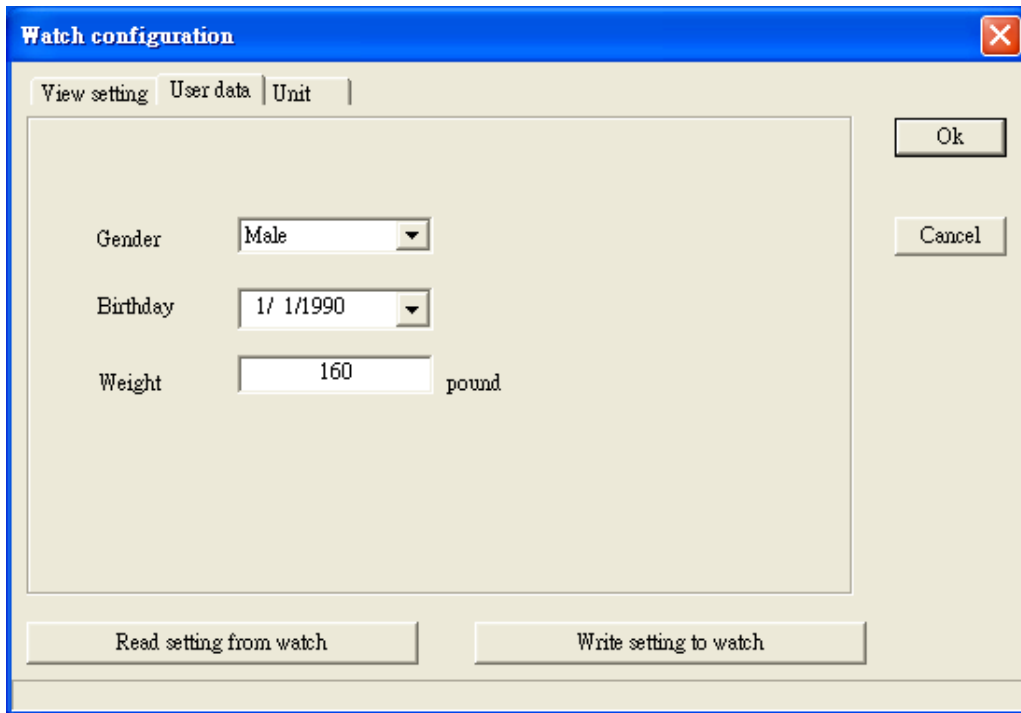 Watch configuration
View setting User data Unit
Ok
Gender Male
Cancel
Birthday 1/ 1/1990
Weight 160 pound
Read setting from watch Write setting to watch